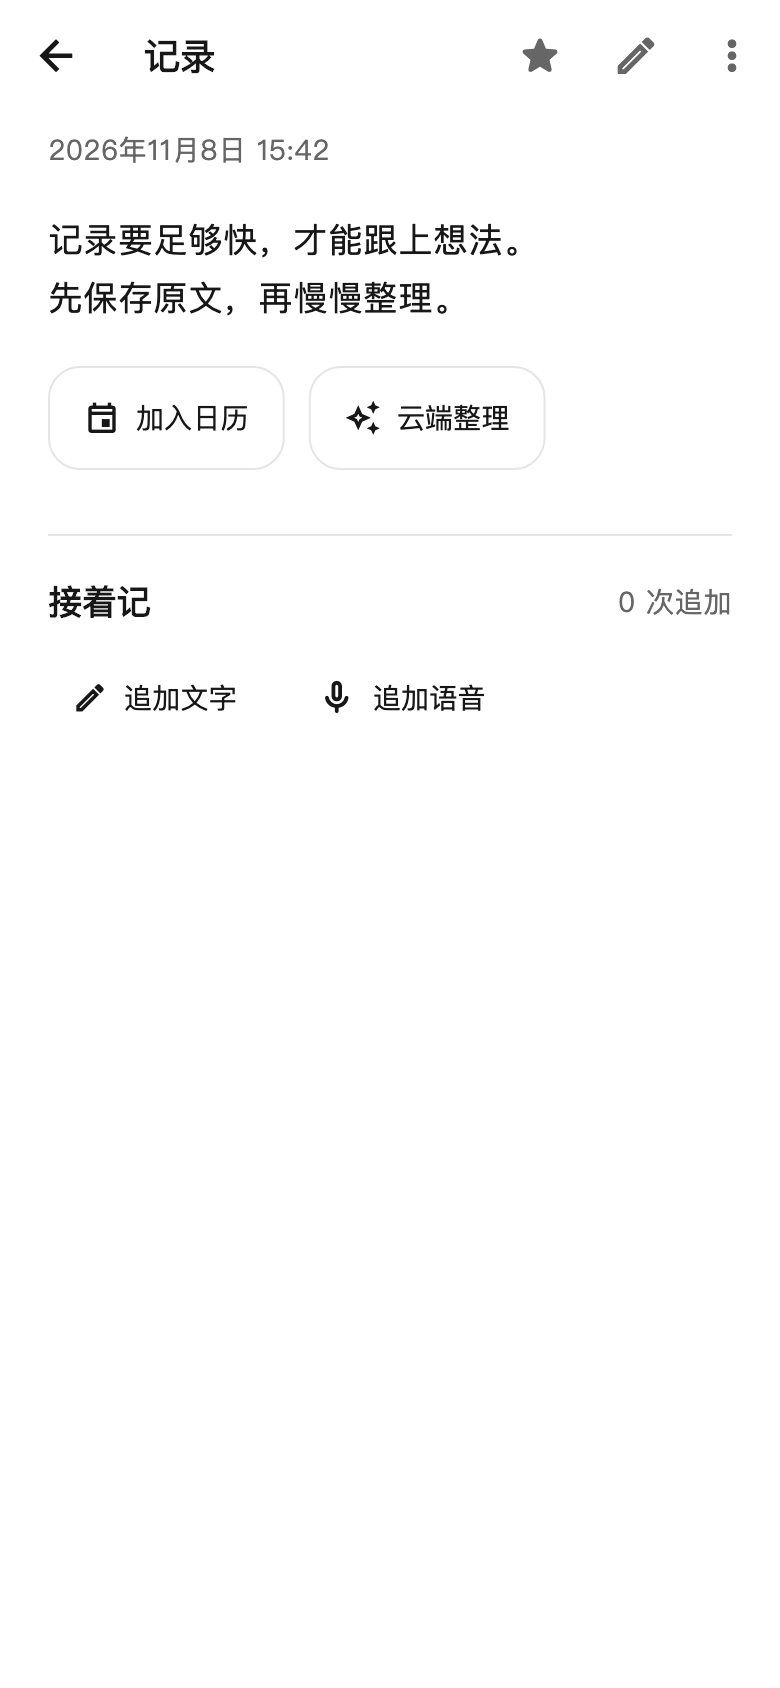 记录
2026年11月8日 15:42
记录要足够快，才能跟上想法。
先保存原文，再慢慢整理。
加入日历 云端整理
接着记 0 次追加
追加文字 追加语音